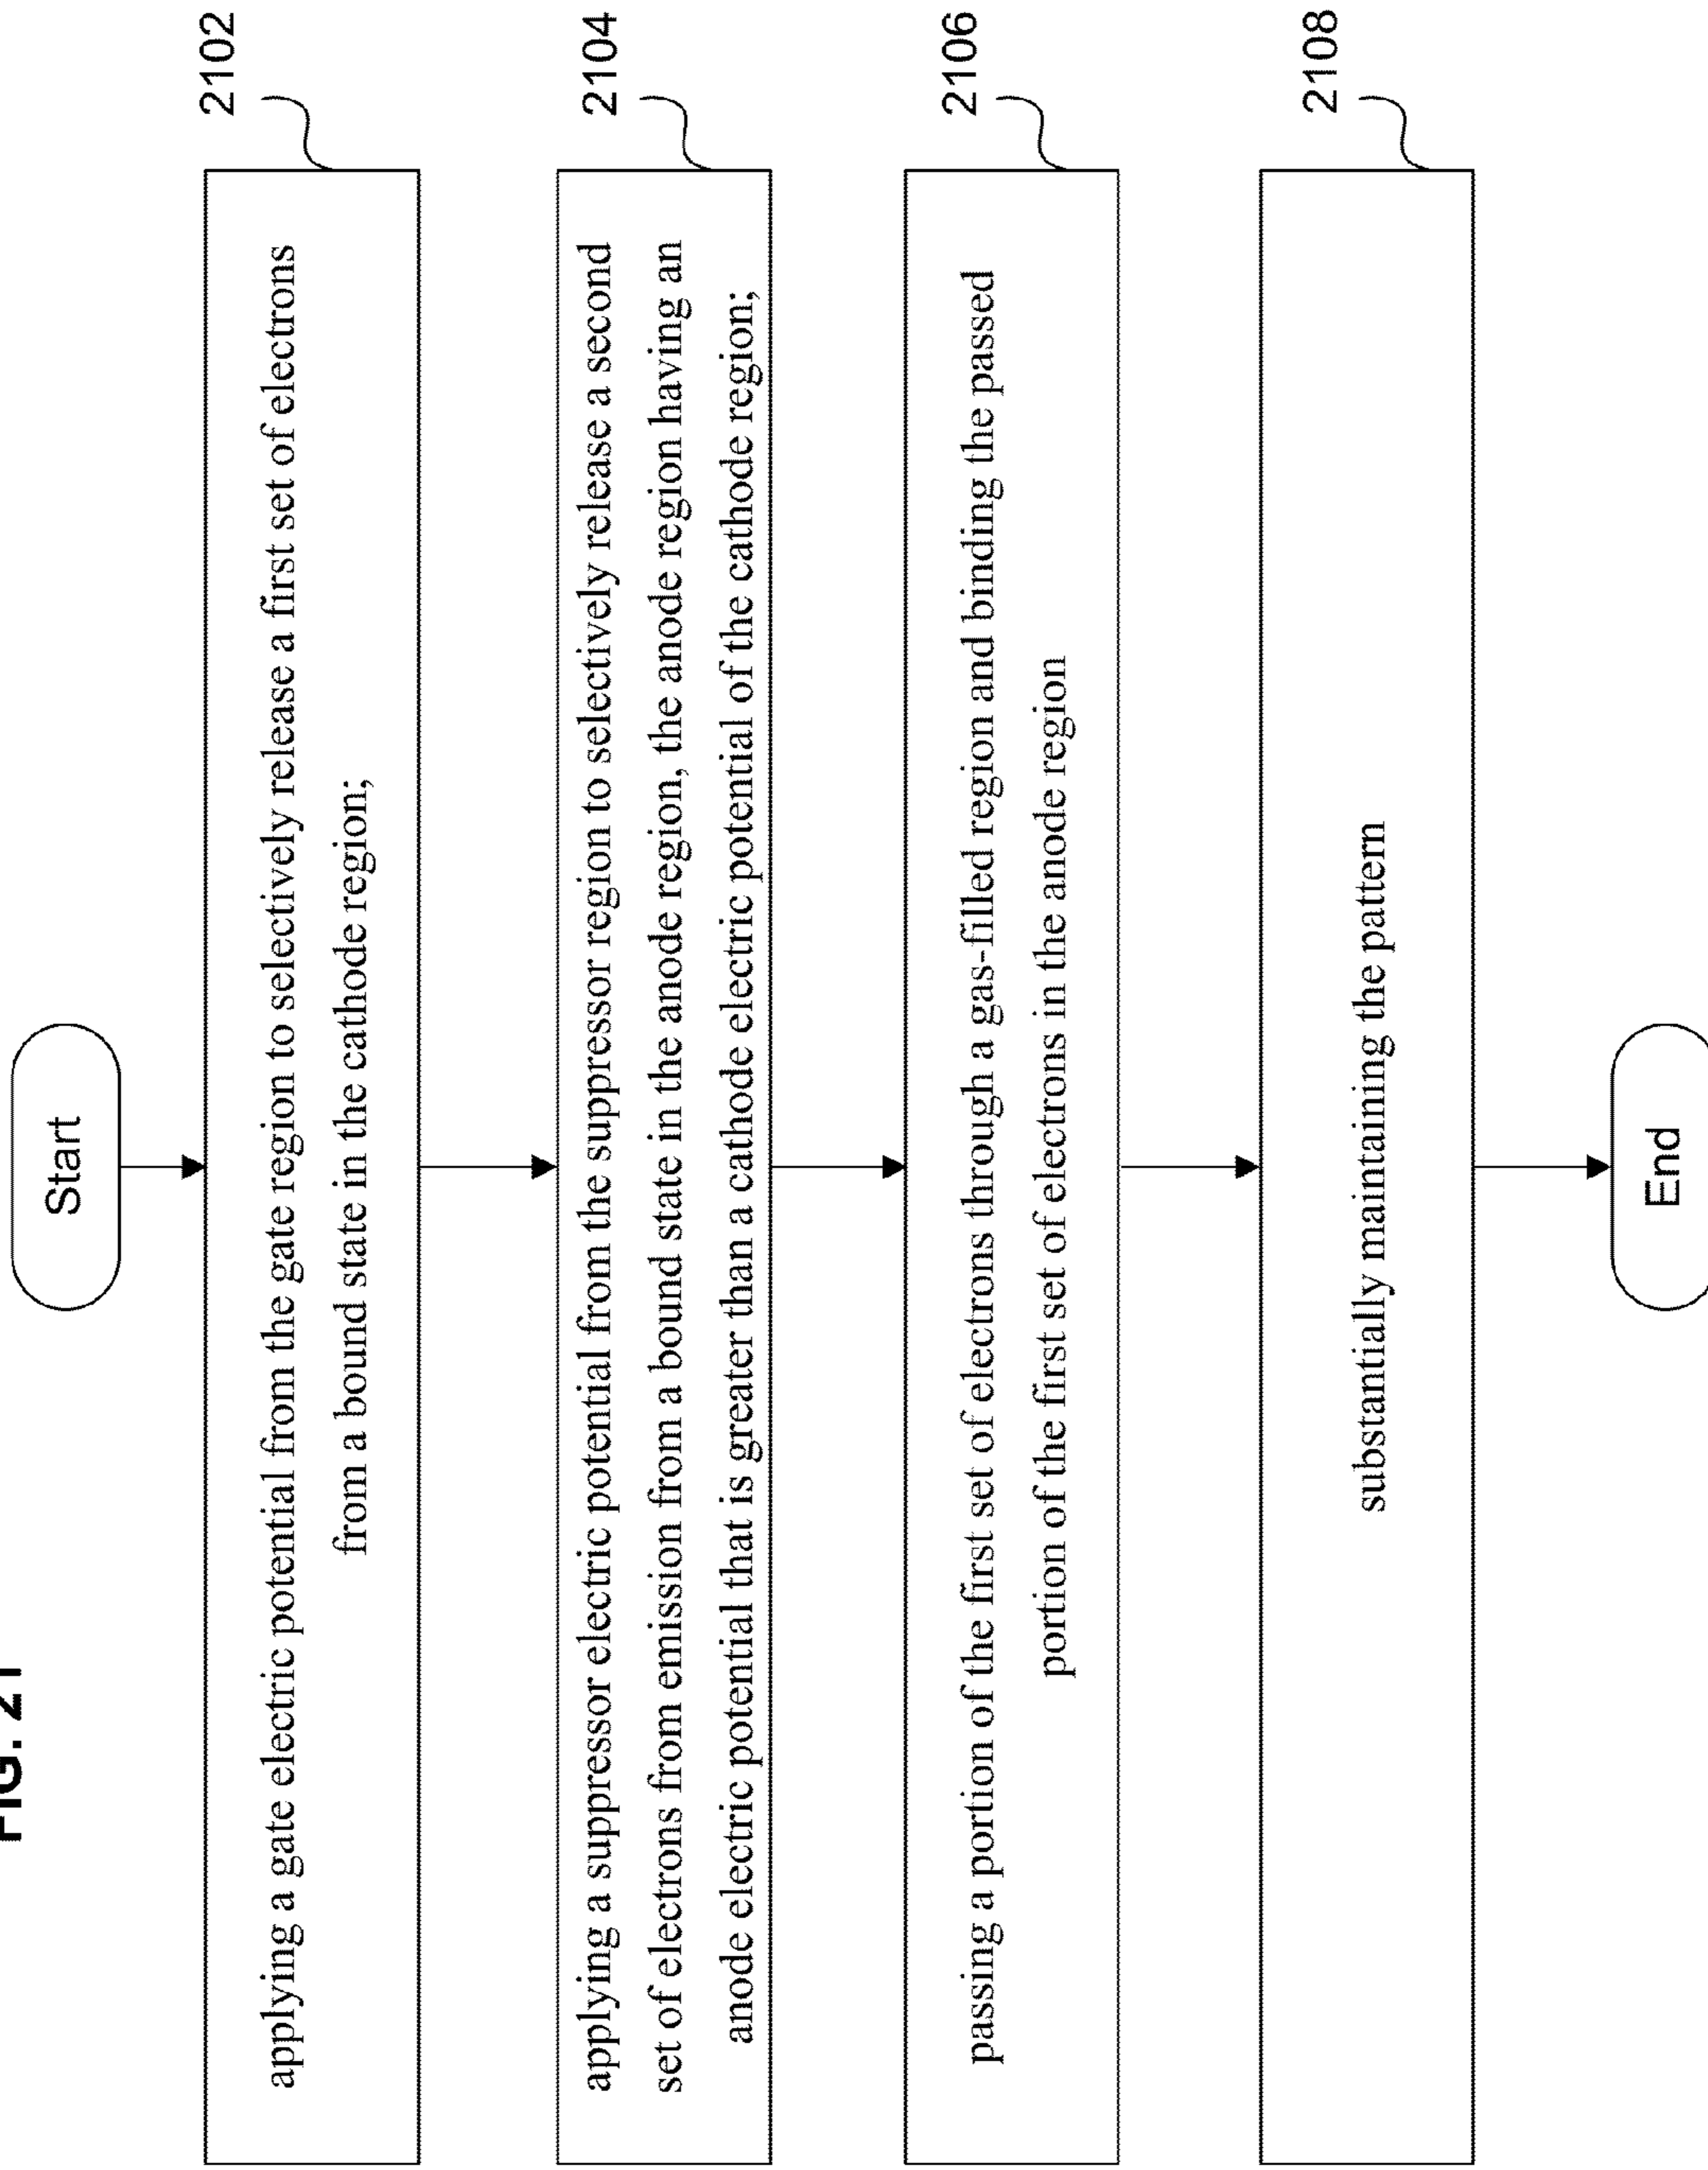 FIG. 21
Start
applying a gate electric potential from the gate region to selectively release a first set of electrons
from a bound state in the cathode region;
2102
applying a suppressor electric potential from the suppressor region to selectively release a second
set of electrons from emission from a bound state in the anode region, the anode region having an
anode electric potential that is greater than a cathode electric potential of the cathode region;
2104
passing a portion of the first set of electrons through a gas-filled region and binding the passed
portion of the first set of electrons in the anode region
2106
substantially maintaining the pattern
2108
End